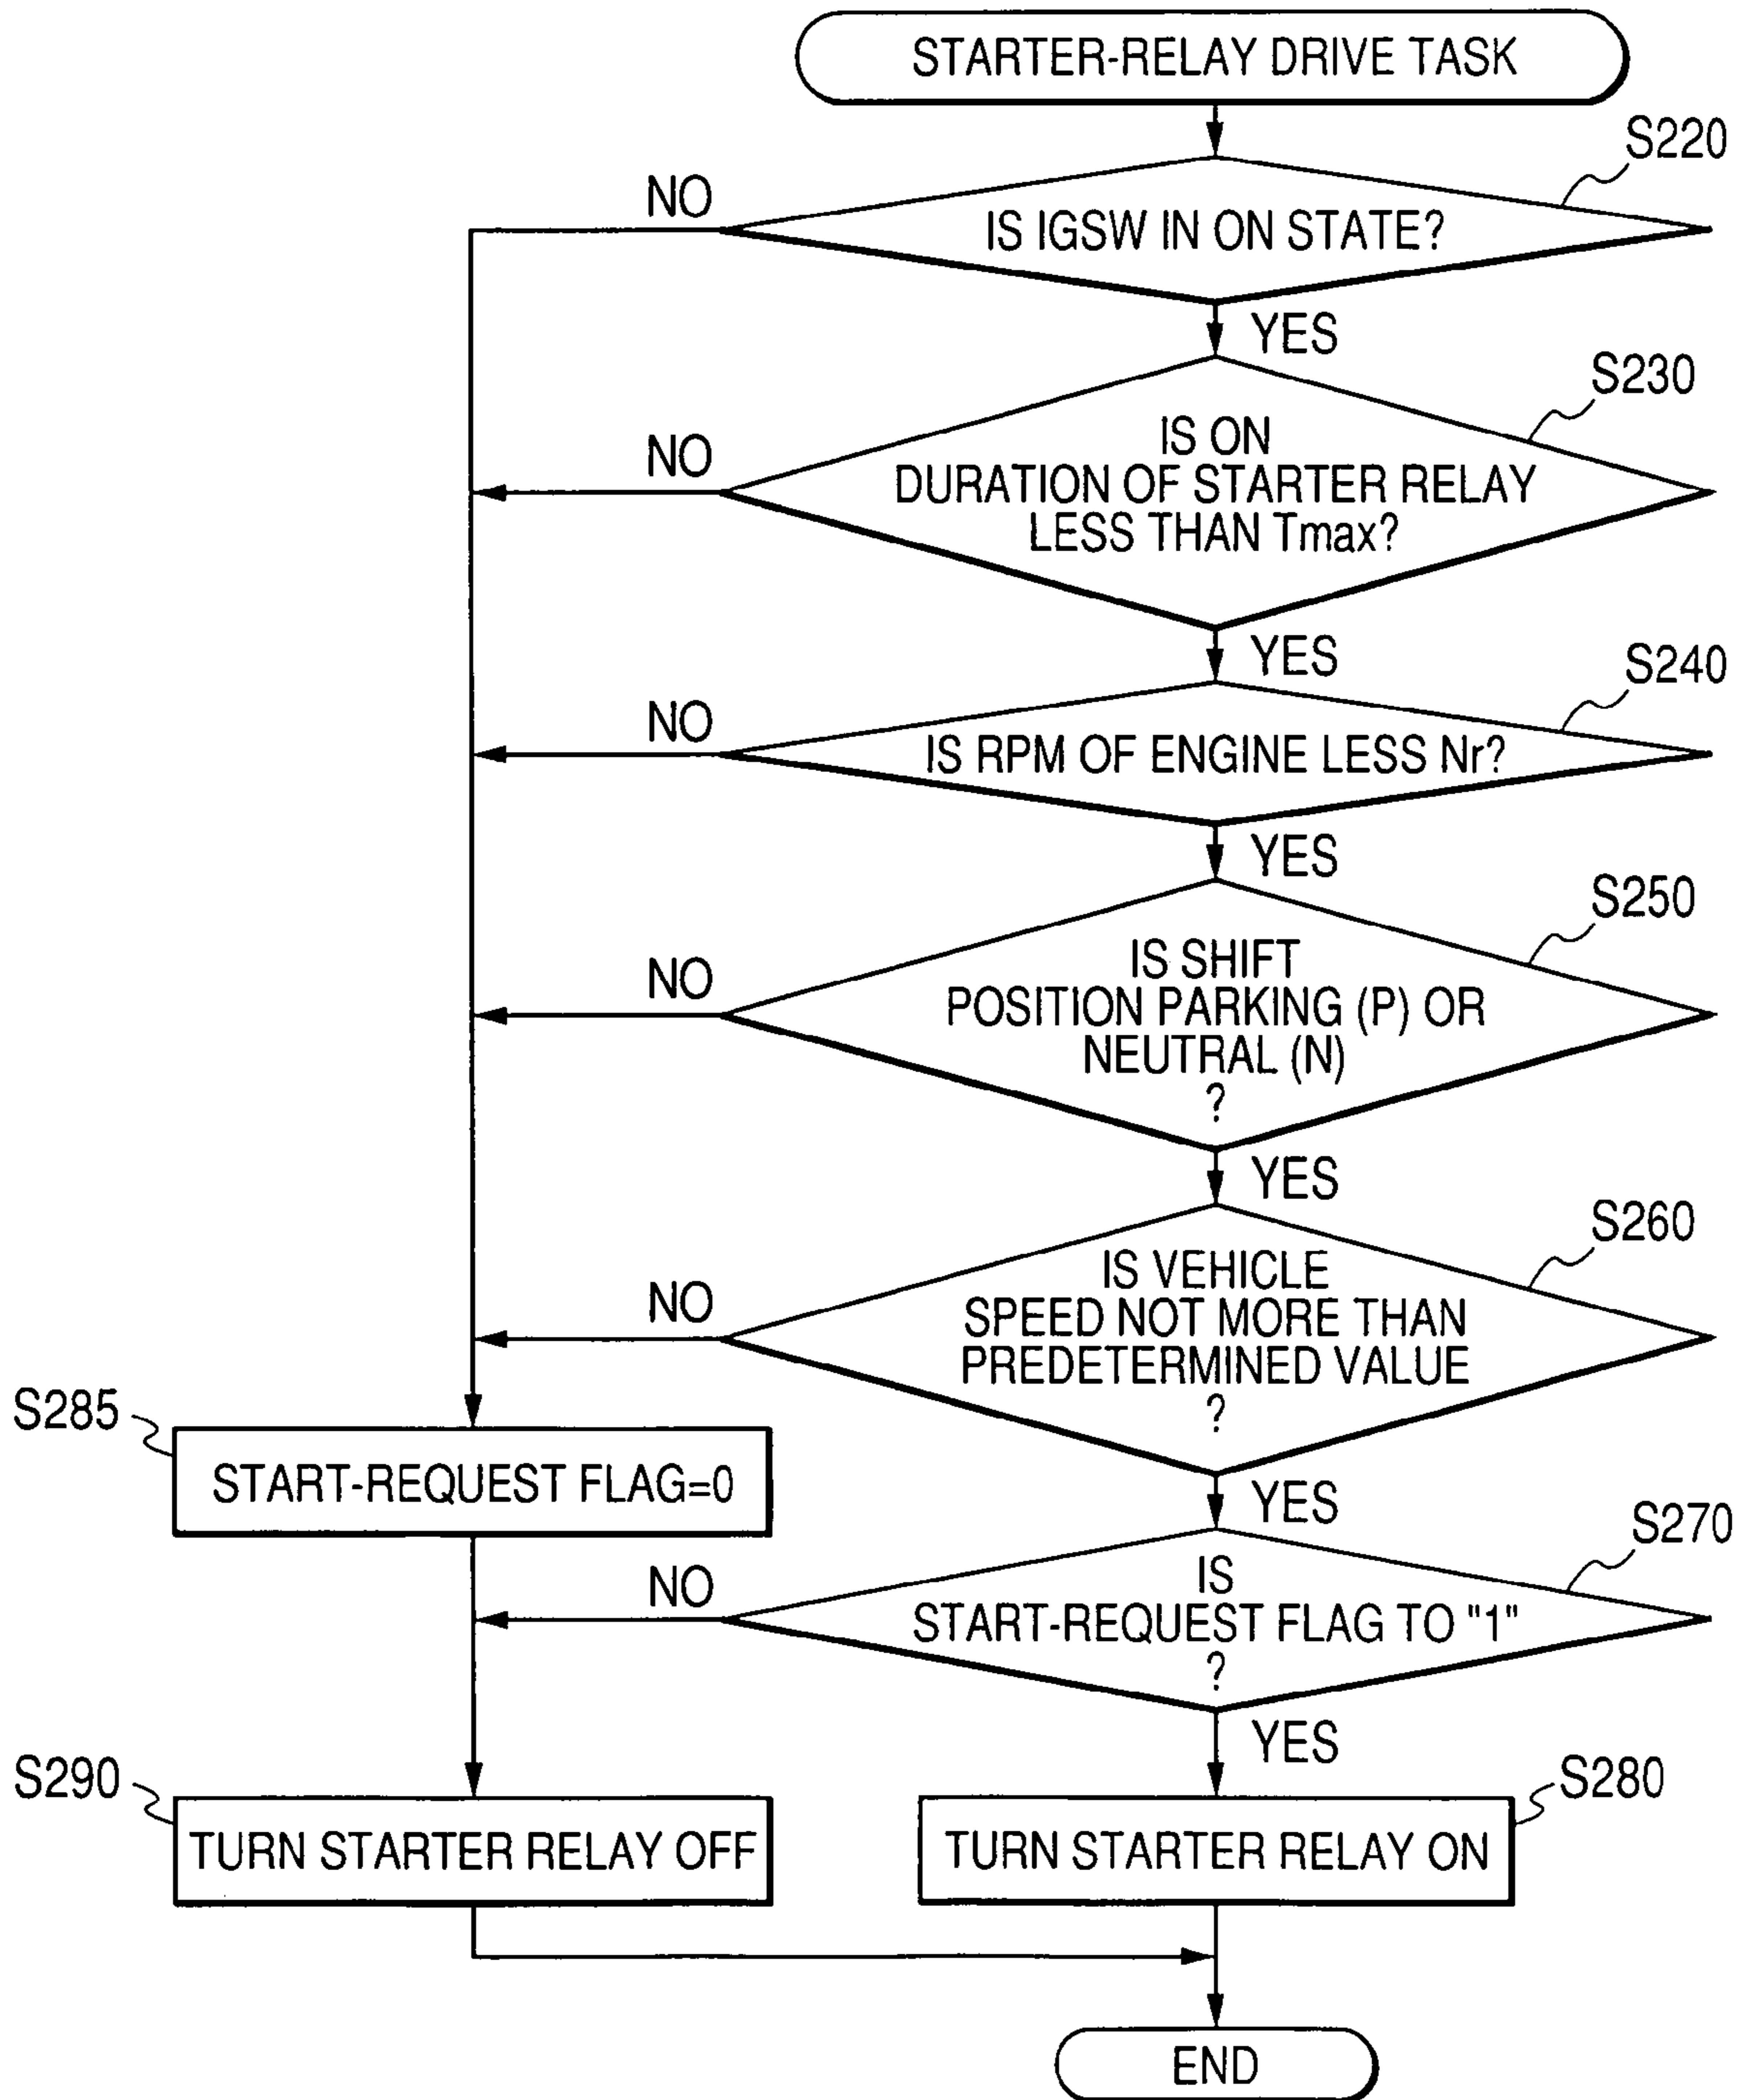 STARTER-RELAY DRIVE TASK
S220
NO
IS IGSW IN ON STATE?
YES
S230
NO
IS ON
DURATION OF STARTER RELAY
LESS THAN Tmax?
YES
S240
NO
IS RPM OF ENGINE LESS Nr?
YES
S250
NO
IS SHIFT
POSITION PARKING (P) OR
NEUTRAL (N)
?
YES
S260
NO
IS VEHICLE
SPEED NOT MORE THAN
PREDETERMINED VALUE
?
S285
START-REQUEST FLAG=0
YES
S270
NO
IS
START-REQUEST FLAG TO "1"
?
YES
S290
TURN STARTER RELAY OFF
S280
TURN STARTER RELAY ON
END